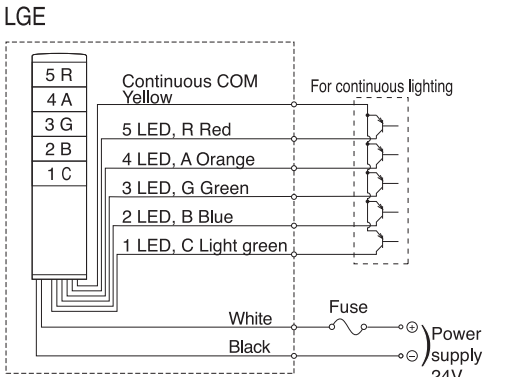 LGE
5 R
4 A
3 G
2 B
1 C
Continuous COM
Yellow
5 LED, R Red
4 LED, A Orange
3 LED, G Green
2 LED, B Blue
1 LED, C Light green
For continuous lighting
White
Black
Fuse
+
−
Power
supply
24V